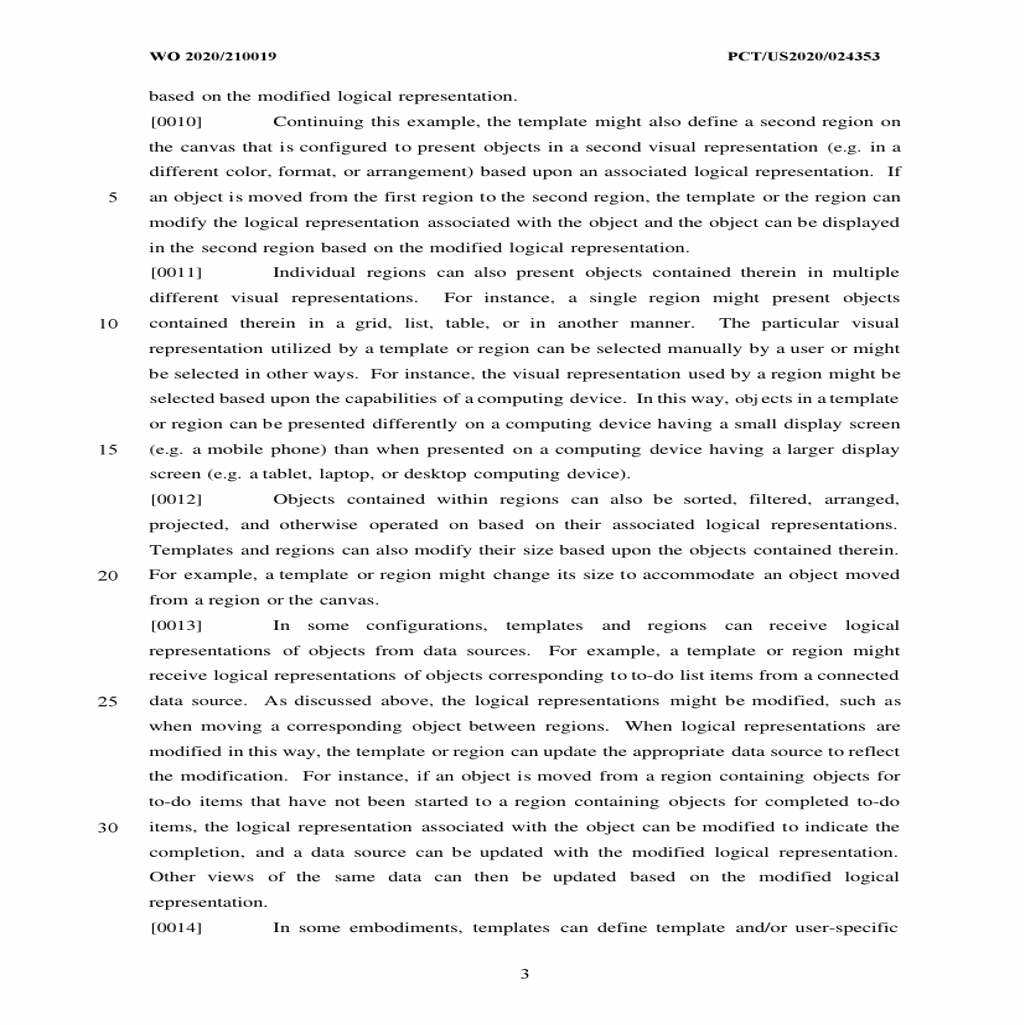 WO 2020/210019 PCT/US2020/024353
based on the modified logical representation.
[0010] Continuing this example, the template might also define a second region on
the canvas that is configured to present objects in a second visual representation (e.g. in a
different color, format, or arrangement) based upon an associated logical representation. If
5 an object is moved from the first region to the second region, the template or the region can
modify the logical representation associated with the object and the object can be displayed
in the second region based on the modified logical representation.
[0011] Individual regions can also present objects contained therein in multiple
different visual representations. For instance, a single region might present objects
10 contained therein in a grid, list, table, or in another manner. The particular visual
representation utilized by a template or region can be selected manually by a user or might
be selected in other ways. For instance, the visual representation used by a region might be
selected based upon the capabilities of a computing device. In this way, objects in a template
or region can be presented differently on a computing device having a small display screen
15 (e.g. a mobile phone) than when presented on a computing device having a larger display
screen (e.g. a tablet, laptop, or desktop computing device).
[0012] Objects contained within regions can also be sorted, filtered, arranged,
projected, and otherwise operated on based on their associated logical representations.
Templates and regions can also modify their size based upon the objects contained therein.
20 For example, a template or region might change its size to accommodate an object moved
from a region or the canvas.
[0013] In some configurations, templates and regions can receive logical
representations of objects from data sources. For example, a template or region might
receive logical representations of objects corresponding to to-do list items from a connected
25 data source. As discussed above, the logical representations might be modified, such as
when moving a corresponding object between regions. When logical representations are
modified in this way, the template or region can update the appropriate data source to reflect
the modification. For instance, if an object is moved from a region containing objects for
to-do items that have not been started to a region containing objects for completed to-do
30 items, the logical representation associated with the object can be modified to indicate the
completion, and a data source can be updated with the modified logical representation.
Other views of the same data can then be updated based on the modified logical
representation.
[0014] In some embodiments, templates can define template and/or user-specific
3